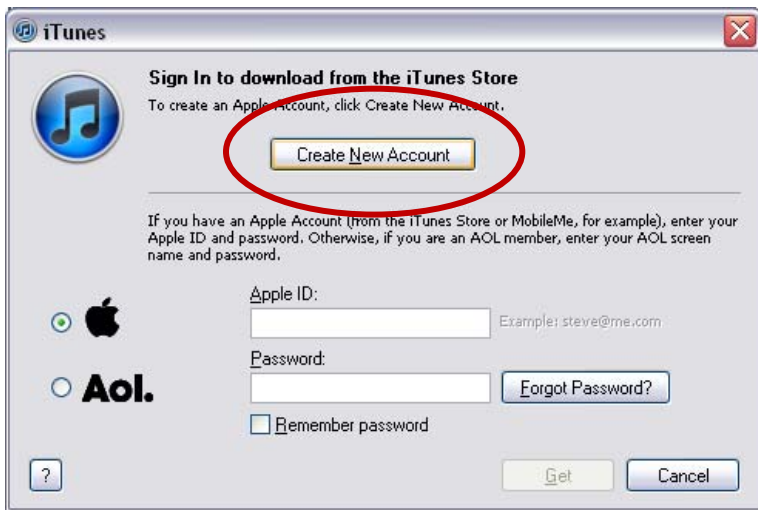 iTunes
Sign In to download from the iTunes Store
To create an Apple Account, click Create New Account.
Create New Account
If you have an Apple Account (from the iTunes Store or MobileMe, for example), enter your
Apple ID and password. Otherwise, if you are an AOL member, enter your AOL screen
name and password.
Apple ID:
Example: steve@me.com
Password:
Aol.
Forgot Password?
Remember password
?
Get
Cancel